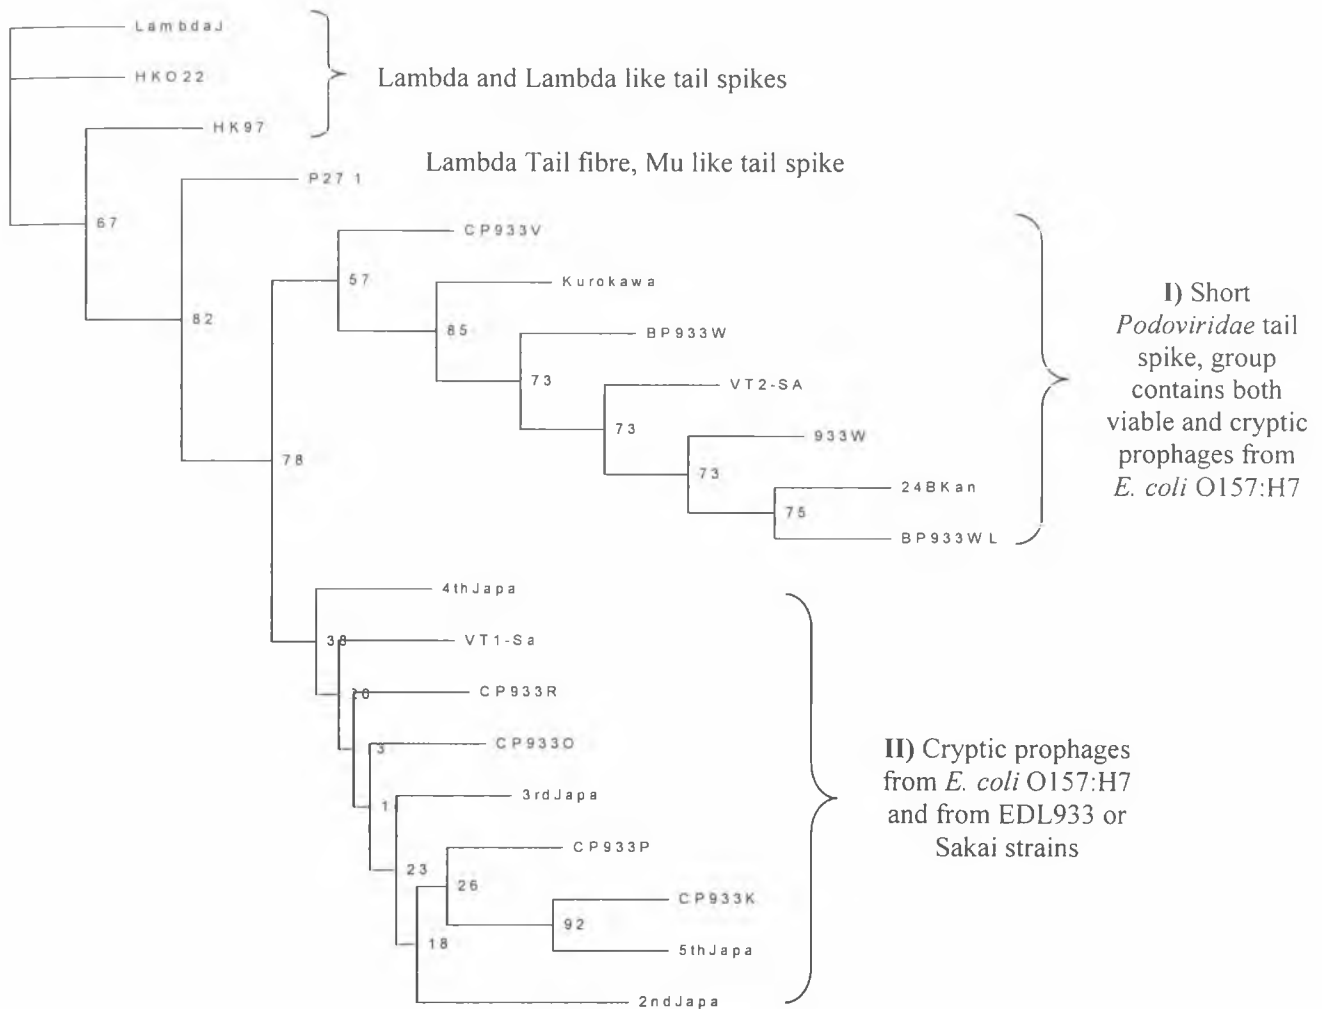 LambdaJ
HKO22
Lambda and Lambda like tail spikes
HK97
Lambda Tail fibre, Mu like tail spike
P27 1
67
CP933V
57
Kurokawa
82
85
BP933W
73
VT2-SA
73
933W
78
73
24BKan
75
BP933WL
I) Short
Podoviridae tail
spike, group
contains both
viable and cryptic
prophages from
E. coli O157:H7
4thJapa
38
VT1-Sa
CP933R
3
CP933O
1
3rdJapa
23
CP933P
26
CP933K
92
18
5thJapa
2ndJapa
II) Cryptic prophages
from E. coli O157:H7
and from EDL933 or
Sakai strains